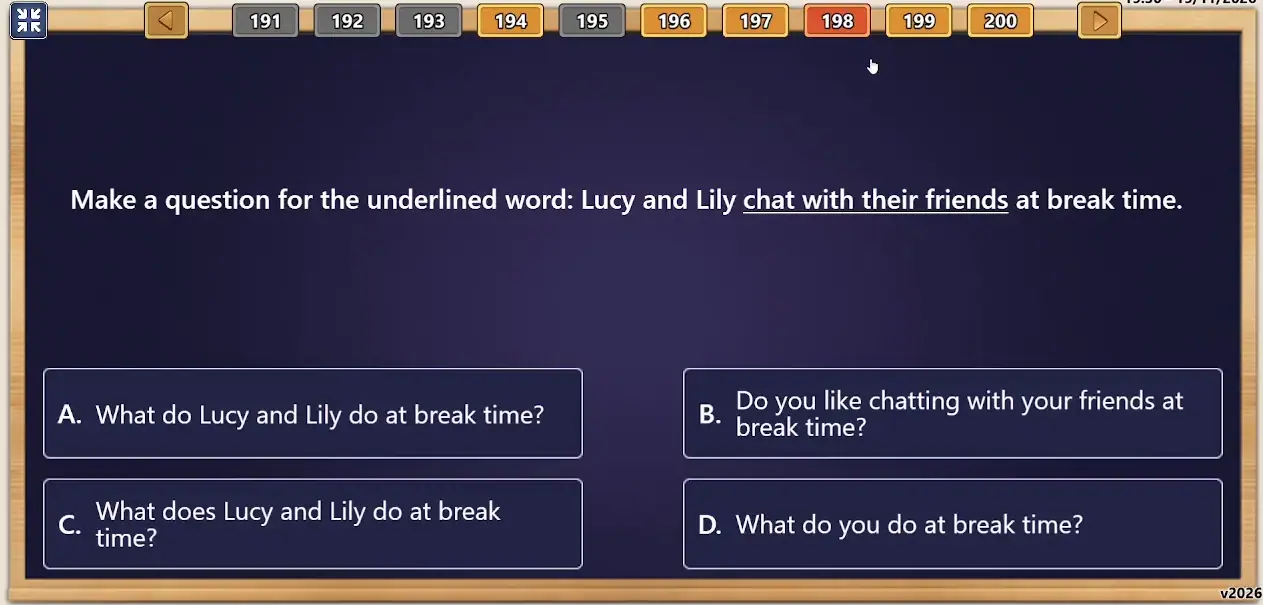 191 192 193 194 195 196 197 198 199 200
Make a question for the underlined word: Lucy and Lily chat with their friends at break time.
A. What do Lucy and Lily do at break time?
B. Do you like chatting with your friends at
break time?
C. What does Lucy and Lily do at break
time?
D. What do you do at break time?
v2026